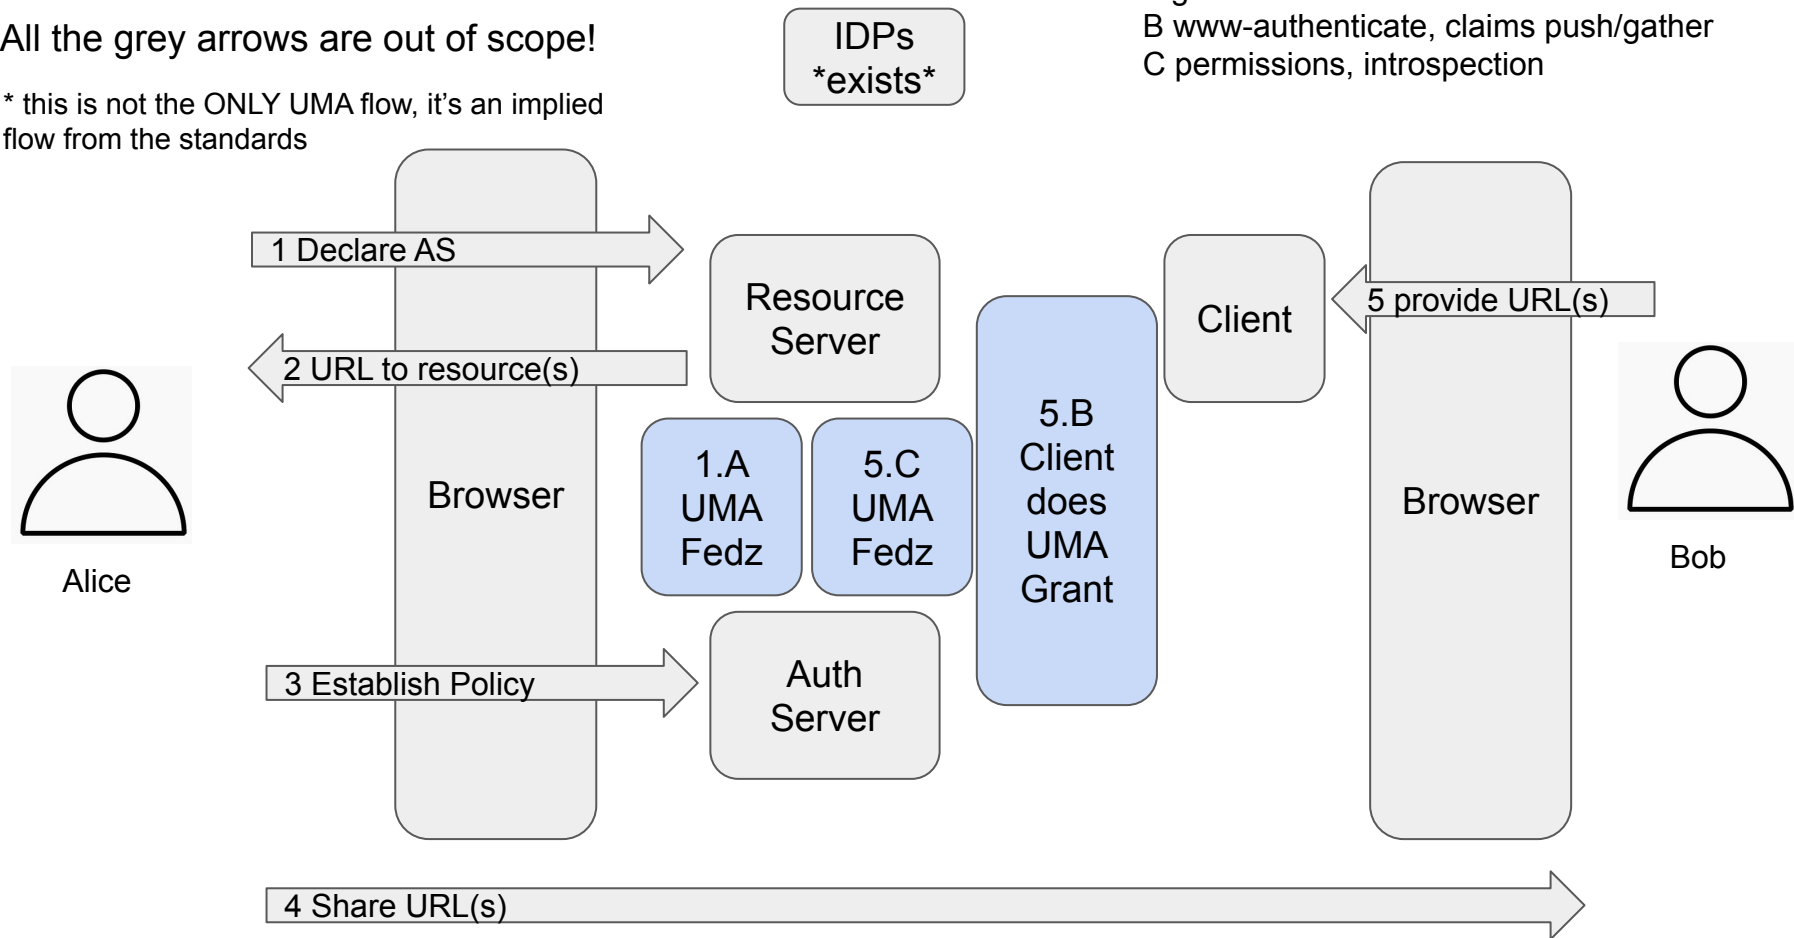 All the grey arrows are out of scope!
* this is not the ONLY UMA flow, it's an implied
flow from the standards
IDPs
*exists*
B www-authenticate, claims push/gather
C permissions, introspection
1 Declare AS
2 URL to resource(s)
3 Establish Policy
4 Share URL(s)
5 provide URL(s)
Alice
Browser
Resource
Server
1.A
UMA
Fedz
5.C
UMA
Fedz
Auth
Server
5.B
Client
does
UMA
Grant
Client
Browser
Bob